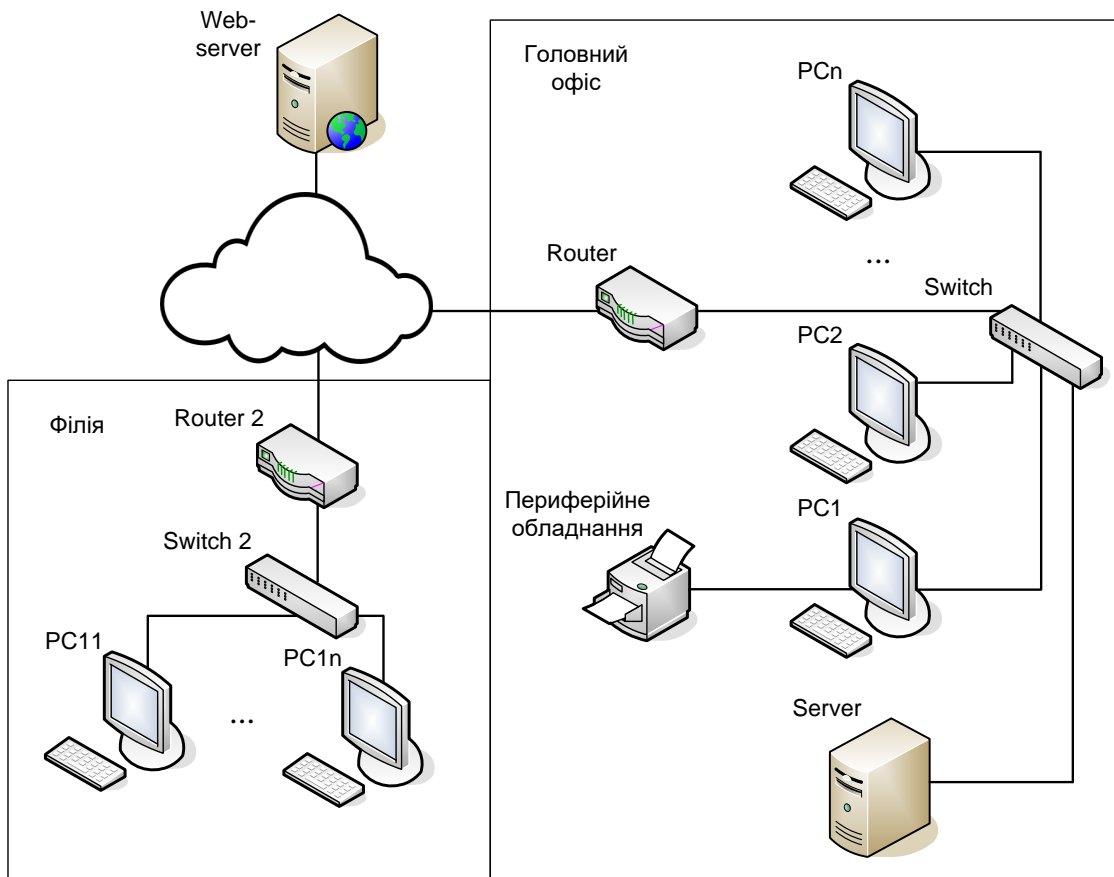 Web-
server
Головний
офіс
PCn
...
Router
Switch
PC2
Філія
Router 2
Периферійне
обладнання
PC1
Switch 2
PC11
PC1n
...
Server